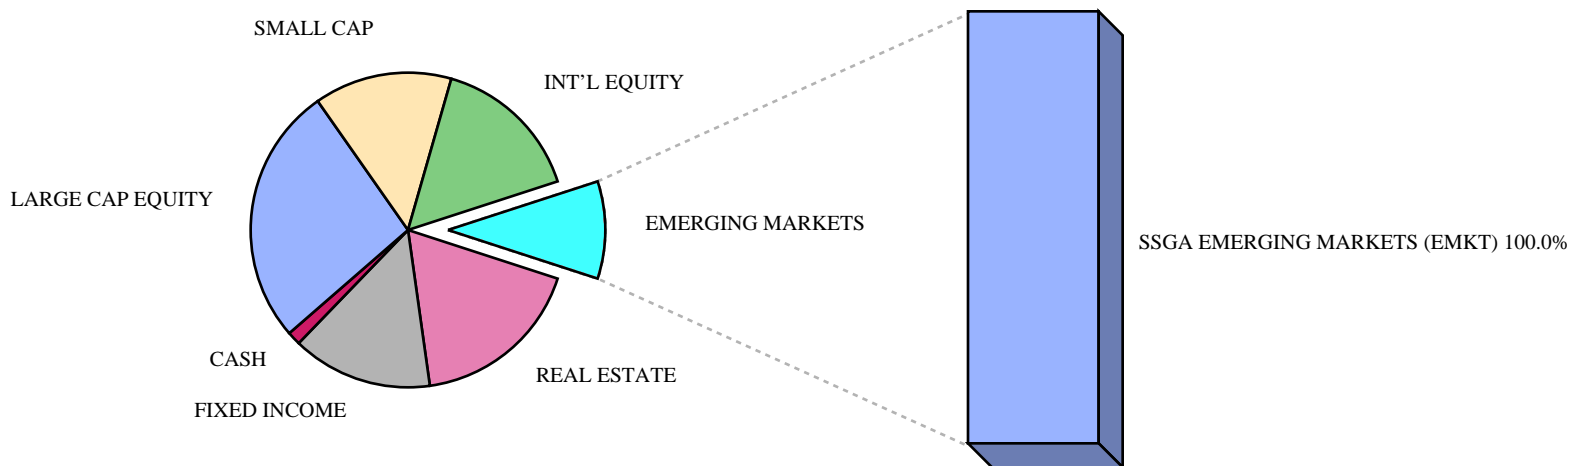 SMALL CAP
INT'L EQUITY
LARGE CAP EQUITY
EMERGING MARKETS
SSGA EMERGING MARKETS (EMKT) 100.0%
CASH
REAL ESTATE
FIXED INCOME